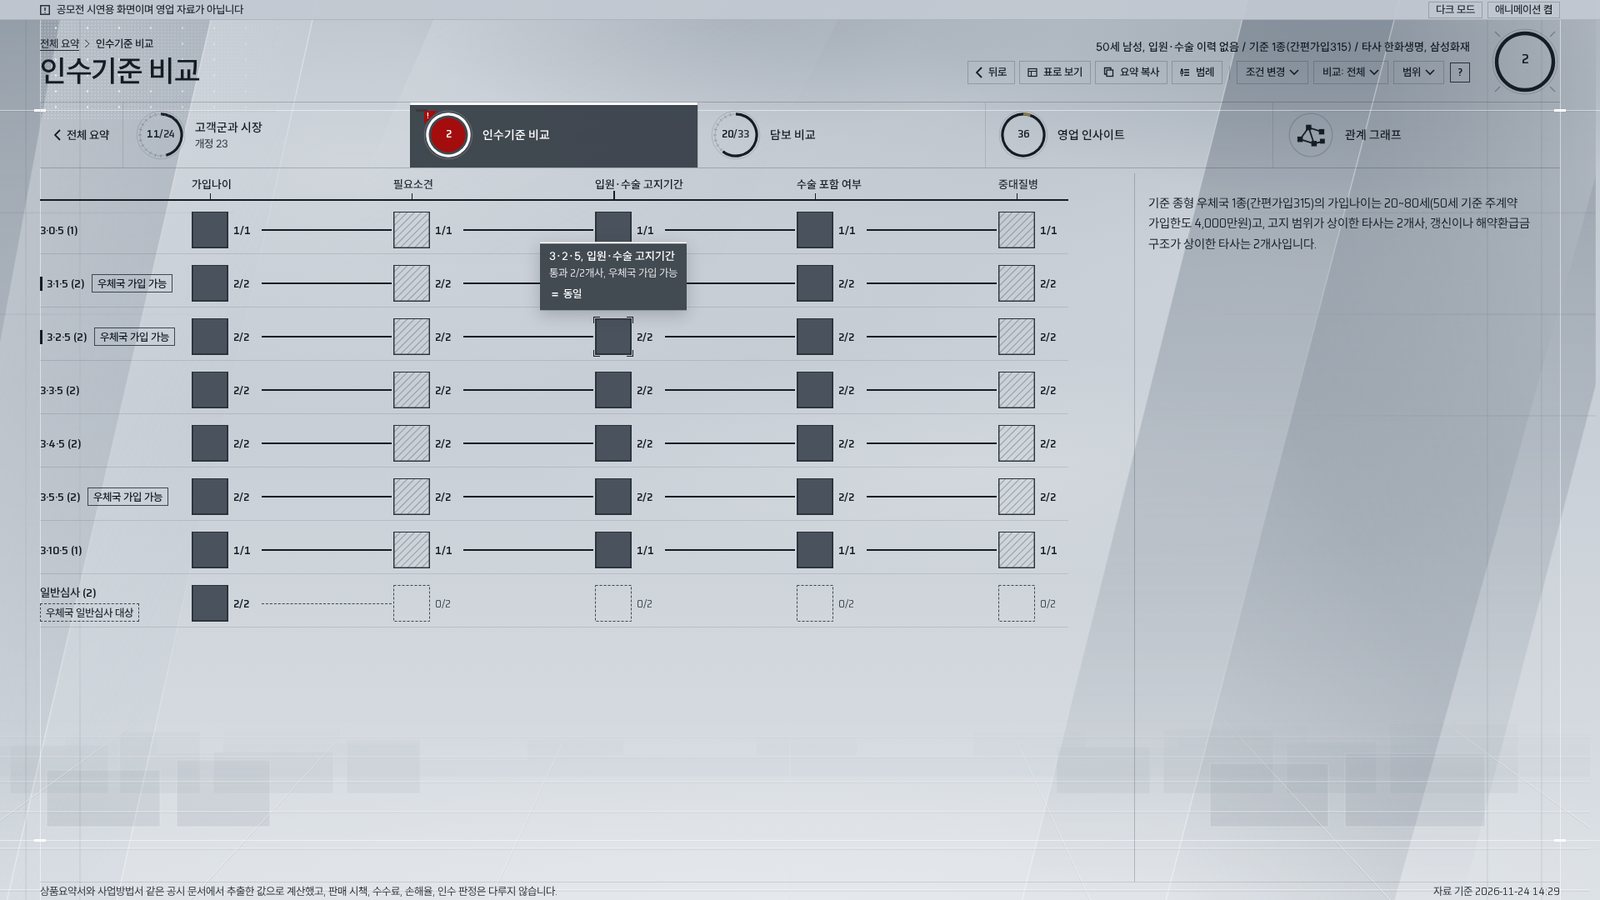 공모전 시연용 화면이며 영업 자료가 아닙니다
다크 모드
애니메이션 켬
전체 요약 > 인수기준 비교
인수기준 비교
50세 남성, 입원·수술 이력 없음 / 기준 1종(간편가입315) / 타사 한화생명, 삼성화재
뒤로
표로 보기
요약 복사
범례
조건 변경
비교: 전체
범위
?
2
전체 요약
11/24
고객군과 시장
개정 23
!
2
인수기준 비교
20/33
담보 비교
36
영업 인사이트
관계 그래프
가입나이
필요소견
입원·수술 고지기간
수술 포함 여부
중대질병
3·0·5 (1)
1/1
1/1
1/1
1/1
1/1
3·1·5 (2)
우체국 가입 가능
2/2
2/2
2/2
2/2
3·2·5, 입원·수술 고지기간
통과 2/2개사, 우체국 가입 가능
= 동일
3·2·5 (2)
우체국 가입 가능
2/2
2/2
2/2
2/2
2/2
3·3·5 (2)
2/2
2/2
2/2
2/2
2/2
3·4·5 (2)
2/2
2/2
2/2
2/2
2/2
3·5·5 (2)
우체국 가입 가능
2/2
2/2
2/2
2/2
2/2
3·10·5 (1)
1/1
1/1
1/1
1/1
1/1
일반심사 (2)
우체국 일반심사 대상
2/2
0/2
0/2
0/2
0/2
기준 종형 우체국 1종(간편가입315)의 가입나이는 20~80세(50세 기준 주계약
가입한도 4,000만원)고, 고지 범위가 상이한 타사는 2개사, 갱신이나 해약환급금
구조가 상이한 타사는 2개사입니다.
상품요약서와 사업방법서 같은 공시 문서에서 추출한 값으로 계산했고, 판매 시책, 수수료, 손해율, 인수 판정은 다루지 않습니다.
자료 기준 2026-11-24 14:29